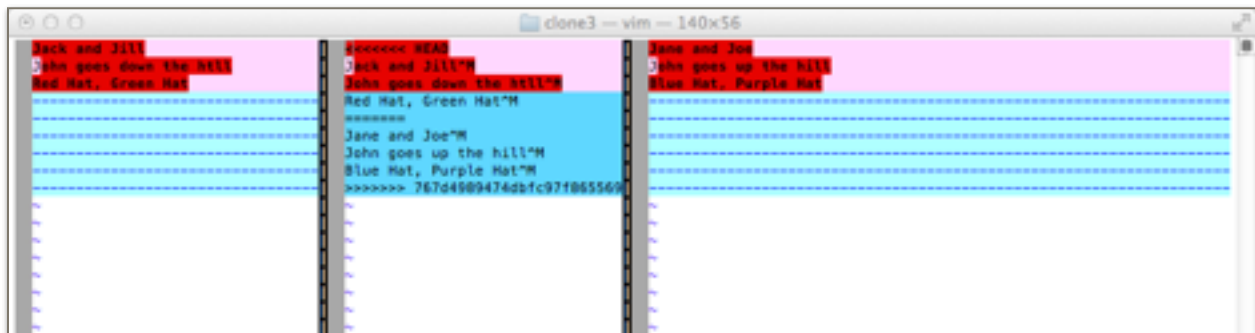 clone3 — vim — 140×56
Jack and Jill
John goes down the hill
Red Hat, Green Hat
<<<<<<< HEAD
Jack and Jill^M
John goes down the hill^M
Red Hat, Green Hat^M
=======
Jane and Joe^M
John goes up the hill^M
Blue Hat, Purple Hat^M
>>>>>>> 767d4989474dbfc97f865569
Jane and Joe
John goes up the hill
Blue Hat, Purple Hat